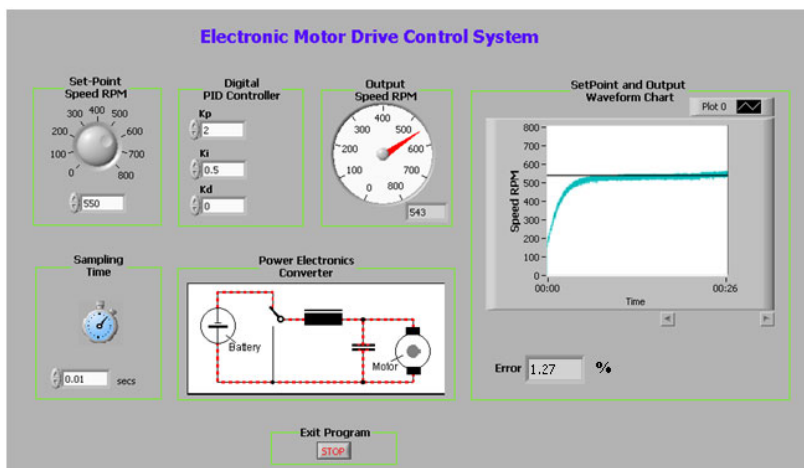 Electronic Motor Drive Control System
Set-Point
Speed RPM
0
100
200
300
400
500
600
700
800
550
Digital
PID Controller
Kp
2
Ki
0.5
Kd
0
Output
Speed RPM
0
100
200
300
400
500
600
700
800
543
SetPoint and Output
Waveform Chart
Plot 0
Speed RPM
800
700
600
500
400
300
200
100
0
00:00
00:26
Time
Error 1.27 %
Sampling
Time
0.01 secs
Power Electronics
Converter
Battery
Motor
Exit Program
STOP